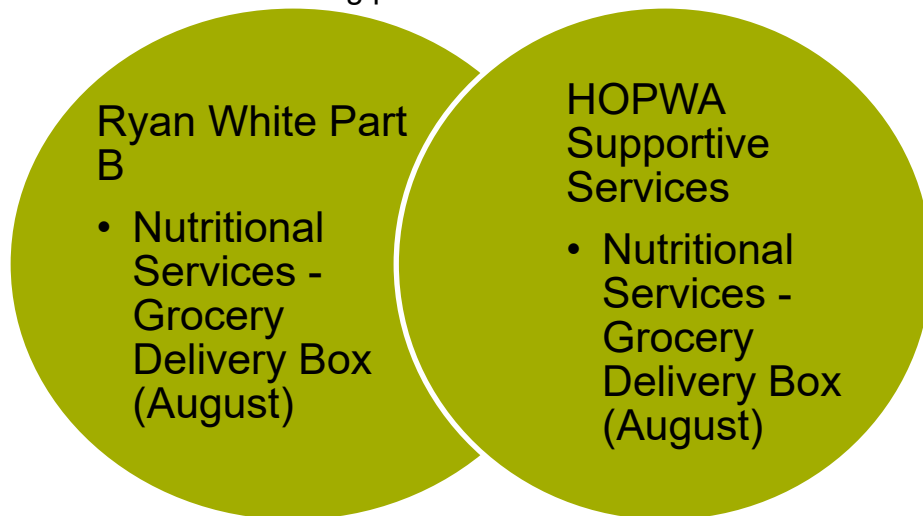 Ryan White Part
B
• Nutritional
Services -
Grocery
Delivery Box
(August)
HOPWA
Supportive
Services
• Nutritional
Services -
Grocery
Delivery Box
(August)